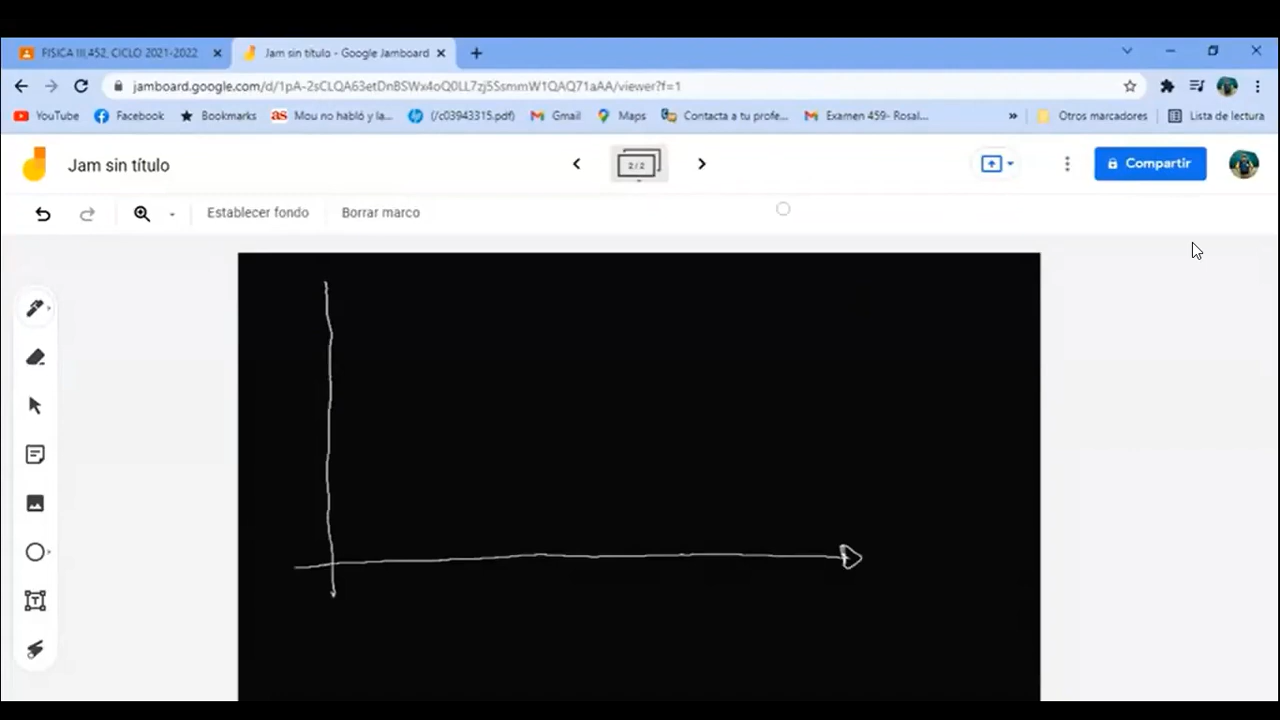 FISICA III,452, CICLO 2021-2022
Jam sin título - Google Jamboard
jamboard.google.com/d/1pA-2sCLQA63etDnBSWx4oQ0LL7zj5SsmmW1QAQ71aAA/viewer?f=1
YouTube Facebook Bookmarks as Mou no habló y la... (/c03943315.pdf) Gmail Maps Contacta a tu profe... Examen 459- Rosal... » Otros marcadores Lista de lectura
Jam sin título 2/2 Compartir
Establecer fondo Borrar marco